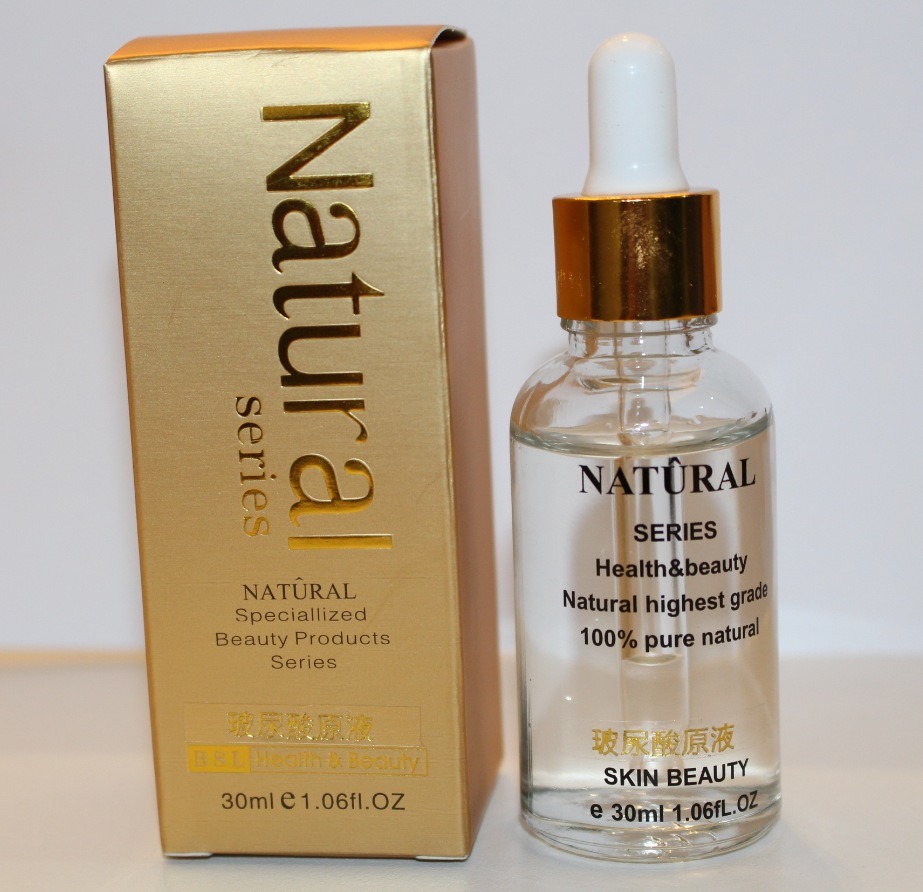 Natural
series
NATÛRAL
Speciallized
Beauty Products
Series
玻尿酸原液
BSL Health & Beauty
30ml e 1.06fl.OZ
NATÛRAL
SERIES
Health&beauty
Natural highest grade
100% pure natural
玻尿酸原液
SKIN BEAUTY
e 30ml 1.06fL.OZ